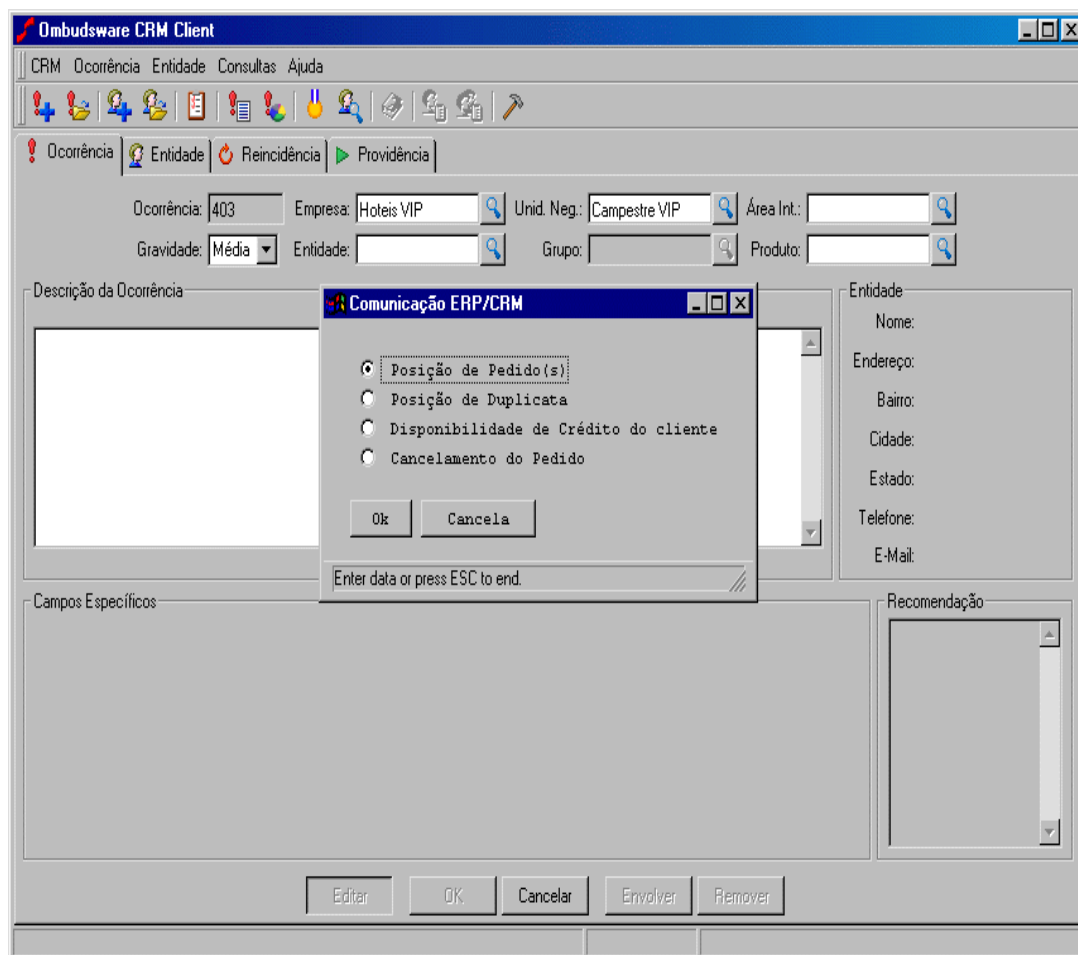 Ombudsware CRM Client
CRM Ocorrência Entidade Consultas Ajuda
Ocorrência Entidade Reincidência Providência
Ocorrência: 403 Empresa: Hoteis VIP Unid. Neg.: Campestre VIP Área Int.:
Gravidade: Média Entidade: Grupo: Produto:
Descrição da Ocorrência
Comunicação ERP/CRM
Posição de Pedido(s)
Posição de Duplicata
Disponibilidade de Crédito do cliente
Cancelamento do Pedido
Ok Cancela
Enter data or press ESC to end.
Entidade
Nome:
Endereço:
Bairro:
Cidade:
Estado:
Telefone:
E-Mail:
Campos Específicos
Recomendação
Editar OK Cancelar Envolver Remover